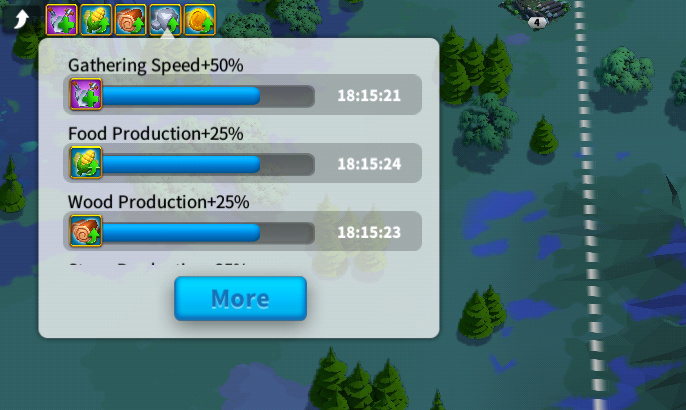 4
Gathering Speed+50%
18:15:21
Food Production+25%
18:15:24
Wood Production+25%
18:15:23
More